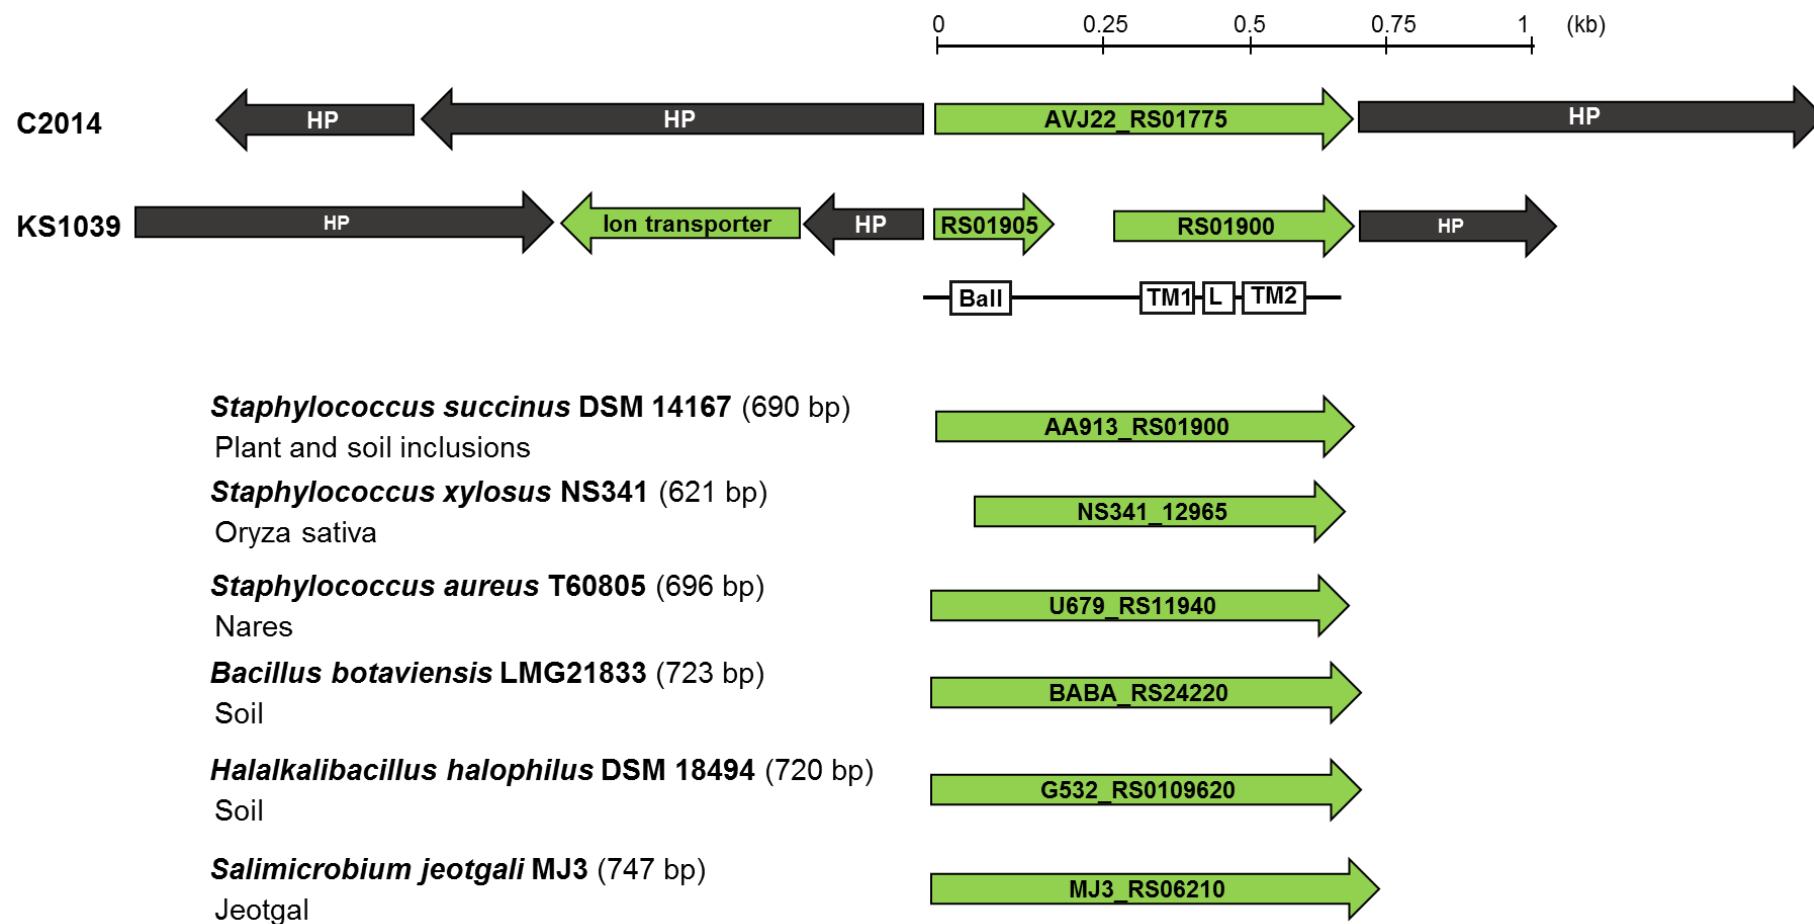 0 0.25 0.5 0.75 1 (kb)
C2014 HP HP AVJ22_RS01775 HP
KS1039 HP Ion transporter HP RS01905 RS01900 HP
Ball TM1 L TM2
Staphylococcus succinus DSM 14167 (690 bp)
AA913_RS01900
Plant and soil inclusions
Staphylococcus xylosus NS341 (621 bp)
NS341_12965
Oryza sativa
Staphylococcus aureus T60805 (696 bp)
U679_RS11940
Nares
Bacillus botaviensis LMG21833 (723 bp)
BABA_RS24220
Soil
Halalkalibacillus halophilus DSM 18494 (720 bp)
G532_RS0109620
Soil
Salimicrobium jeotgali MJ3 (747 bp)
MJ3_RS06210
Jeotgal